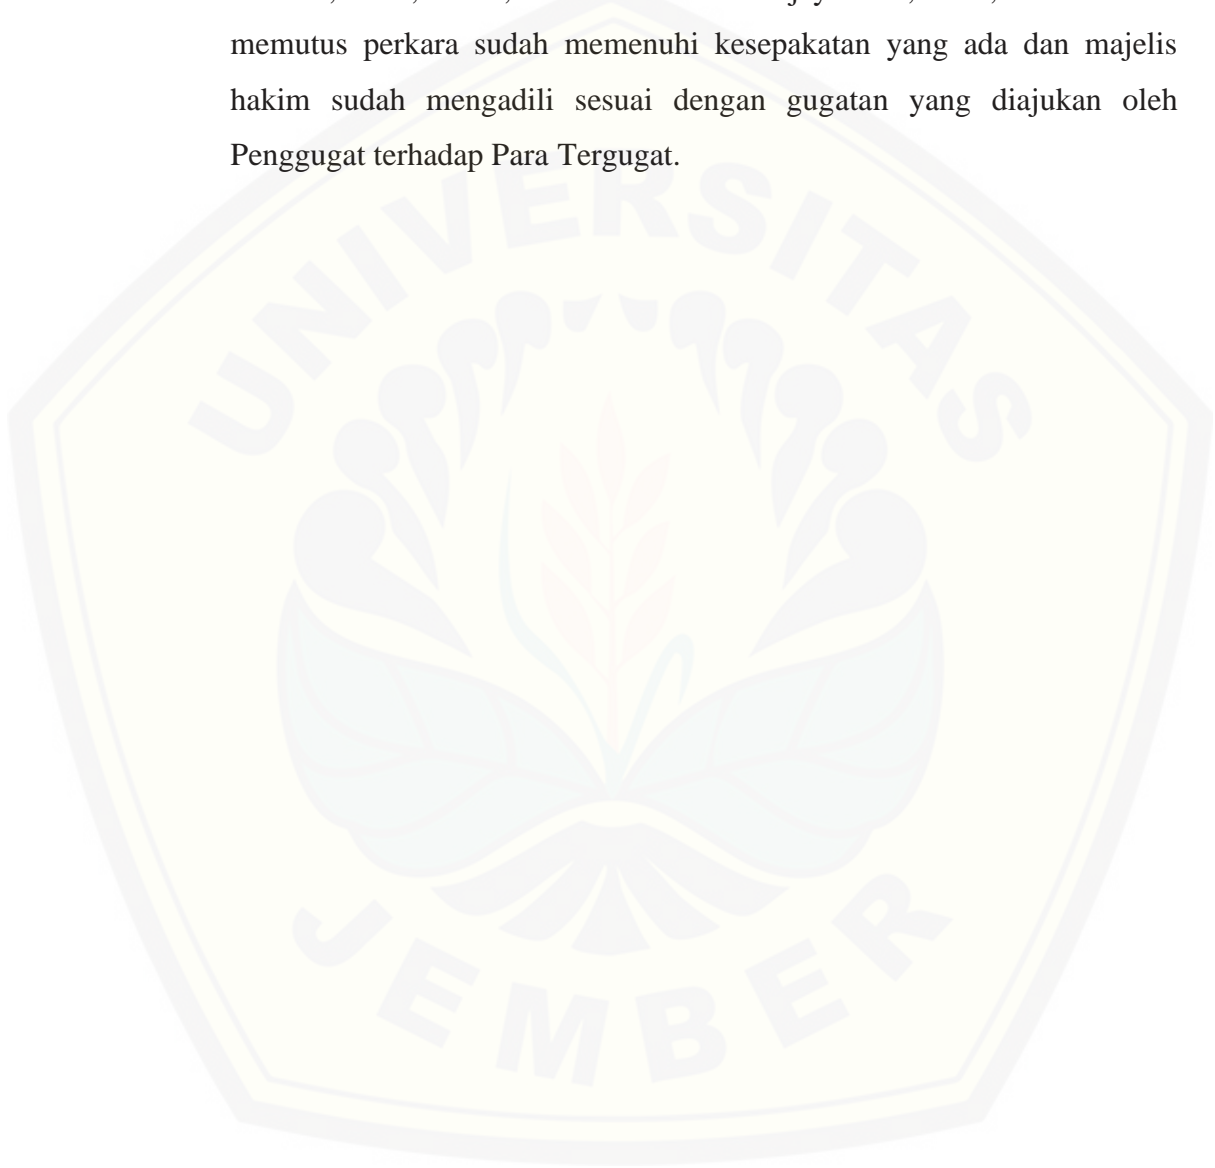 memutus perkara sudah memenuhi kesepakatan yang ada dan majelis
hakim sudah mengadili sesuai dengan gugatan yang diajukan oleh
Penggugat terhadap Para Tergugat.
UNIVERSITAS
JEMBER